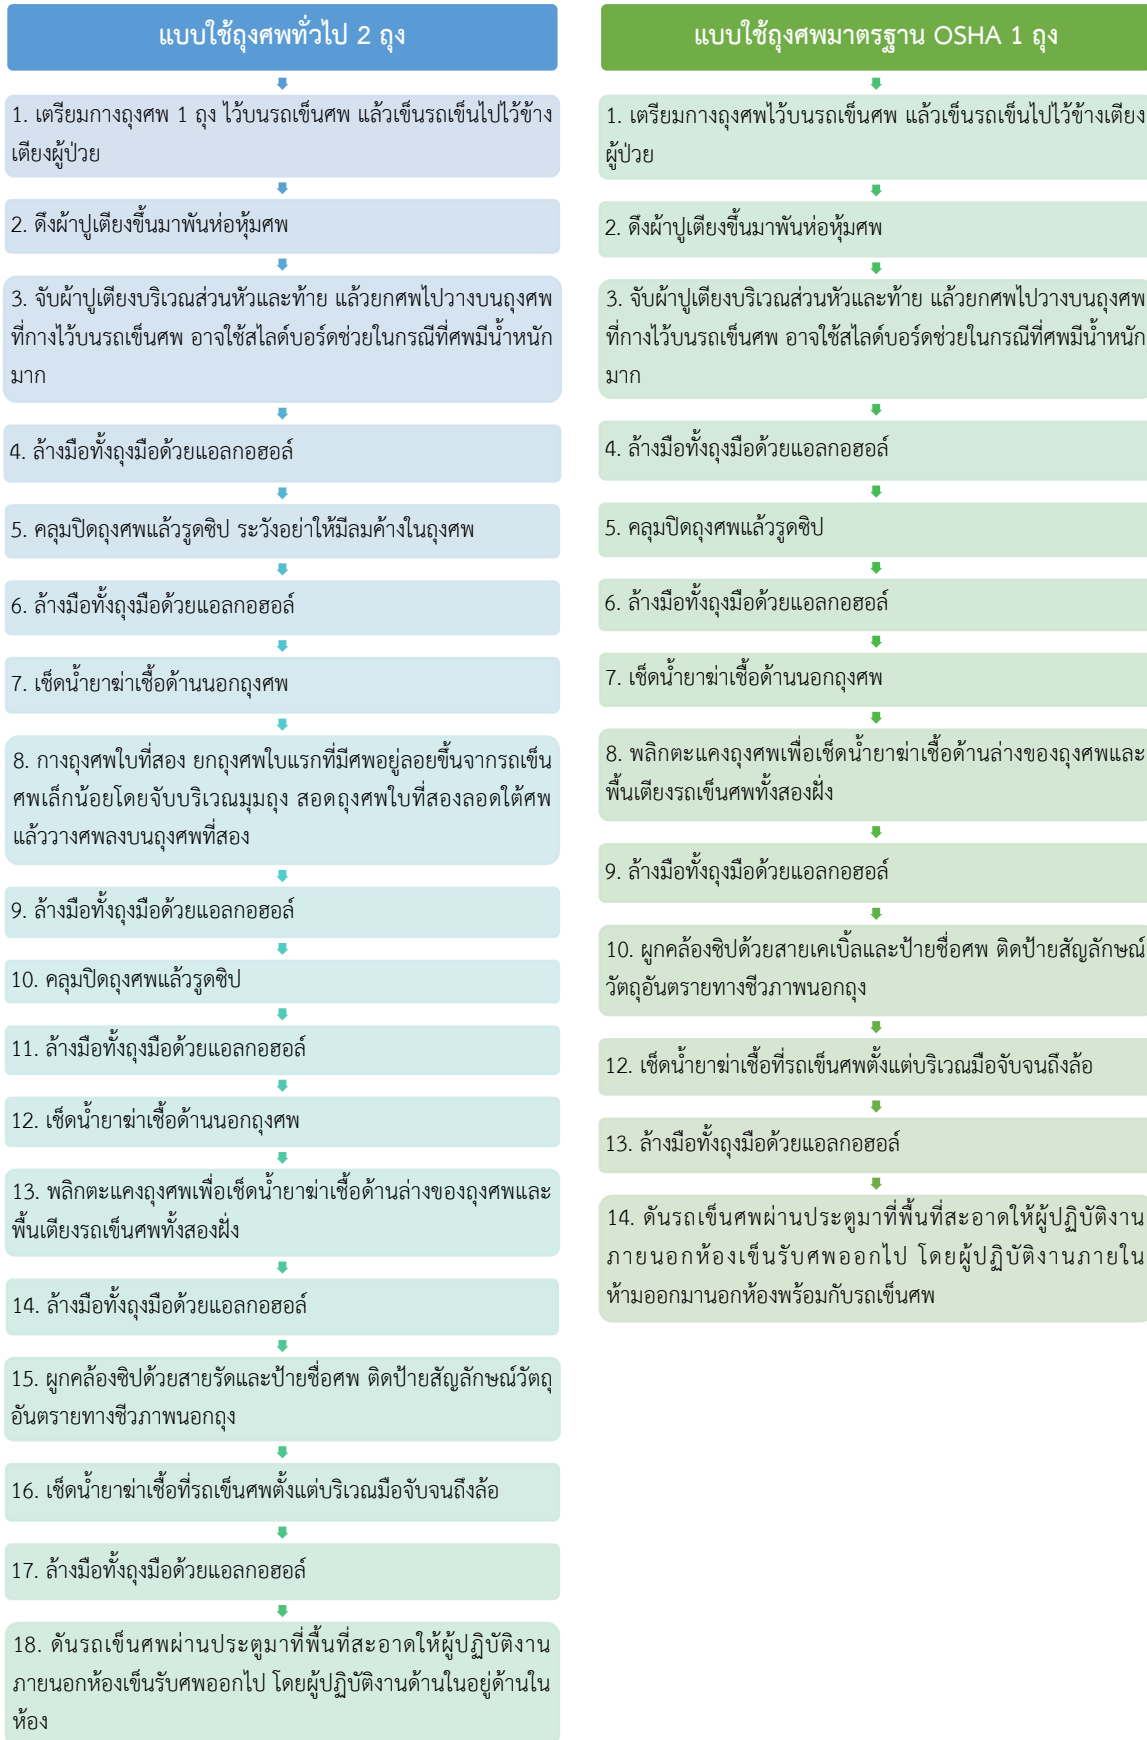 แบบใช้ถุงศพทั่วไป 2 ถุง
1. เตรียมกางถุงศพ 1 ถุง ไว้บนรถเข็นศพ แล้วเข็นรถเข็นไปไว้ข้าง
เตียงผู้ป่วย
2. ดึงผ้าปูเตียงขึ้นมาพันห่อหุ้มศพ
3. จับผ้าปูเตียงบริเวณส่วนหัวและท้าย แล้วยกศพไปวางบนถุงศพ
ที่กางไว้บนรถเข็นศพ อาจใช้สไลด์บอร์ดช่วยในกรณีที่ศพมีน้ำหนัก
มาก
4. ล้างมือทั้งถุงมือด้วยแอลกอฮอล์
5. คลุมปิดถุงศพแล้วรูดซิป ระวังอย่าให้มีลมค้างในถุงศพ
6. ล้างมือทั้งถุงมือด้วยแอลกอฮอล์
7. เช็ดน้ำยาฆ่าเชื้อด้านนอกถุงศพ
8. กางถุงศพใบที่สอง ยกถุงศพใบแรกที่มีศพอยู่ลอยขึ้นจากรถเข็น
ศพเล็กน้อยโดยจับบริเวณมุมถุง สอดถุงศพใบที่สองลอดใต้ศพ
แล้ววางศพลงบนถุงศพที่สอง
9. ล้างมือทั้งถุงมือด้วยแอลกอฮอล์
10. คลุมปิดถุงศพแล้วรูดซิป
11. ล้างมือทั้งถุงมือด้วยแอลกอฮอล์
12. เช็ดน้ำยาฆ่าเชื้อด้านนอกถุงศพ
13. พลิกตะแคงถุงศพเพื่อเช็ดน้ำยาฆ่าเชื้อด้านล่างของถุงศพและ
พื้นเตียงรถเข็นศพทั้งสองฝั่ง
14. ล้างมือทั้งถุงมือด้วยแอลกอฮอล์
15. ผูกคล้องซิปด้วยสายรัดและป้ายชื่อศพ ติดป้ายสัญลักษณ์วัตถุ
อันตรายทางชีวภาพนอกถุง
16. เช็ดน้ำยาฆ่าเชื้อที่รถเข็นศพตั้งแต่บริเวณมือจับจนถึงล้อ
17. ล้างมือทั้งถุงมือด้วยแอลกอฮอล์
18. ดันรถเข็นศพผ่านประตูมาที่พื้นที่สะอาดให้ผู้ปฏิบัติงาน
ภายนอกห้องเข็นรับศพออกไป โดยผู้ปฏิบัติงานด้านในอยู่ด้านใน
ห้อง
แบบใช้ถุงศพมาตรฐาน OSHA 1 ถุง
1. เตรียมกางถุงศพไว้บนรถเข็นศพ แล้วเข็นรถเข็นไปไว้ข้างเตียง
ผู้ป่วย
2. ดึงผ้าปูเตียงขึ้นมาพันห่อหุ้มศพ
3. จับผ้าปูเตียงบริเวณส่วนหัวและท้าย แล้วยกศพไปวางบนถุงศพ
ที่กางไว้บนรถเข็นศพ อาจใช้สไลด์บอร์ดช่วยในกรณีที่ศพมีน้ำหนัก
มาก
4. ล้างมือทั้งถุงมือด้วยแอลกอฮอล์
5. คลุมปิดถุงศพแล้วรูดซิป
6. ล้างมือทั้งถุงมือด้วยแอลกอฮอล์
7. เช็ดน้ำยาฆ่าเชื้อด้านนอกถุงศพ
8. พลิกตะแคงถุงศพเพื่อเช็ดน้ำยาฆ่าเชื้อด้านล่างของถุงศพและ
พื้นเตียงรถเข็นศพทั้งสองฝั่ง
9. ล้างมือทั้งถุงมือด้วยแอลกอฮอล์
10. ผูกคล้องซิปด้วยสายเคเบิ้ลและป้ายชื่อศพ ติดป้ายสัญลักษณ์
วัตถุอันตรายทางชีวภาพนอกถุง
12. เช็ดน้ำยาฆ่าเชื้อที่รถเข็นศพตั้งแต่บริเวณมือจับจนถึงล้อ
13. ล้างมือทั้งถุงมือด้วยแอลกอฮอล์
14. ดันรถเข็นศพผ่านประตูมาที่พื้นที่สะอาดให้ผู้ปฏิบัติงาน
ภายนอกห้องเข็นรับศพออกไป โดยผู้ปฏิบัติงานภายใน
ห้ามออกมานอกห้องพร้อมกับรถเข็นศพ